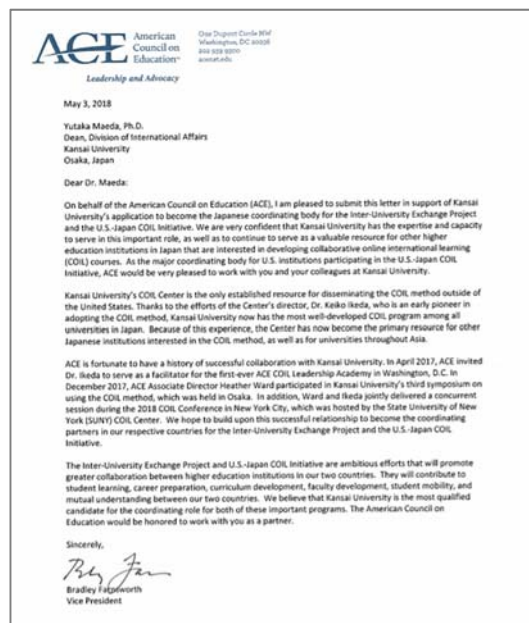 ACE American
Council on
Education
One Dupont Circle NW
Washington, DC 20036
202 939 9300
acenet.edu
Leadership and Advocacy
May 3, 2018
Yutaka Maeda, Ph.D.
Dean, Division of International Affairs
Kansai University
Osaka, Japan
Dear Dr. Maeda:
On behalf of the American Council on Education (ACE), I am pleased to submit this letter in support of Kansai
University's application to become the Japanese coordinating body for the Inter-University Exchange Project
and the U.S.-Japan COIL Initiative. We are very confident that Kansai University has the expertise and capacity
to serve in this important role, as well as to continue to serve as a valuable resource for other higher
education institutions in Japan that are interested in developing collaborative online international learning
(COIL) courses. As the major coordinating body for U.S. institutions participating in the U.S.-Japan COIL
Initiative, ACE would be very pleased to work with you and your colleagues at Kansai University.
Kansai University's COIL Center is the only established resource for disseminating the COIL method outside of
the United States. Thanks to the efforts of the Center's director, Dr. Keiko Ikeda, who is an early pioneer in
adopting the COIL method, Kansai University now has the most well-developed COIL program among all
universities in Japan. Because of this experience, the Center has now become the primary resource for other
Japanese institutions interested in the COIL method, as well as for universities throughout Asia.
ACE is fortunate to have a history of successful collaboration with Kansai University. In April 2017, ACE invited
Dr. Ikeda to serve as a facilitator for the first-ever ACE COIL Leadership Academy in Washington, D.C. In
December 2017, ACE Associate Director Heather Ward participated in Kansai University's third symposium on
using the COIL method, which was held in Osaka. In addition, Ward and Ikeda jointly delivered a concurrent
session during the 2018 COIL Conference in New York City, which was hosted by the State University of New
York (SUNY) COIL Center. We hope to build upon this successful relationship to become the coordinating
partners in our respective countries for the Inter-University Exchange Project and the U.S.-Japan COIL
Initiative.
The Inter-University Exchange Project and U.S.-Japan COIL Initiative are ambitious efforts that will promote
greater collaboration between higher education institutions in our two countries. They will contribute to
student learning, career preparation, curriculum development, faculty development, student mobility, and
mutual understanding between our two countries. We believe that Kansai University is the most qualified
candidate for the coordinating role for both of these important programs. The American Council on
Education would be honored to work with you as a partner.
Sincerely,
Bradley Farnsworth
Vice President